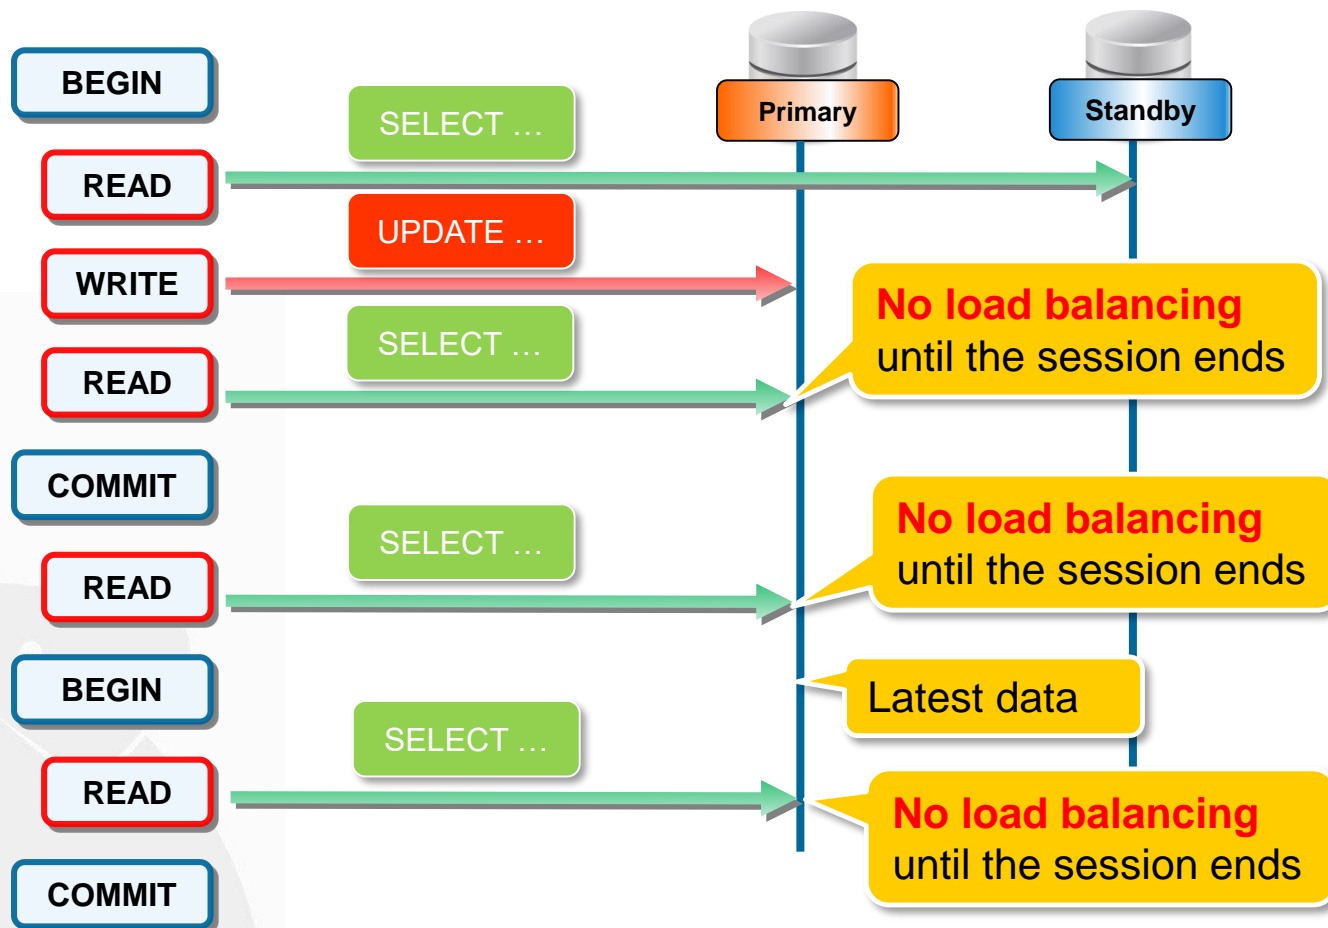 BEGIN
Primary
Standby
SELECT …
READ
UPDATE …
WRITE
No load balancing
until the session ends
SELECT …
READ
COMMIT
No load balancing
until the session ends
SELECT …
READ
BEGIN
Latest data
SELECT …
READ
No load balancing
until the session ends
COMMIT